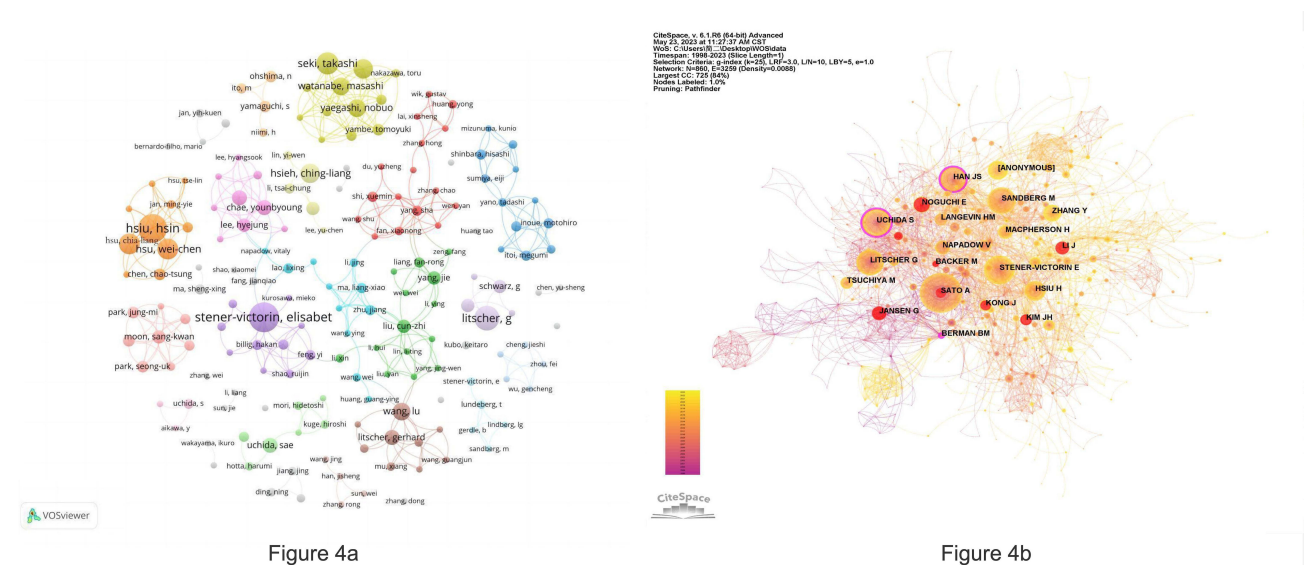 seki, takashi
nakazawa, toru
ohshima, n
ito, m
watanabe, masashi
wik, gustav
yamaguchi, s
yaegashi, nobuo
huang, yong
jan, yih-kuen
lai, xinsheng
niimi, h
yambe, tomoyuki
mizunuma, kunio
bernardo-filho, mario
zhang, hong
lee, hyangsook
lin, yi-wen
shinbara, hisashi
hsieh, ching-liang
du, yuzheng
sumiya, eiji
hsu, tse-lin
li, tsai-chung
zhang, chao
jan, ming-yie
shi, xuemin
wen, yan
yano, tadashi
chae, younbyoung
yang, sha
wang, shu
hsiu, hsin
lee, hyejung
inoue, motohiro
hsu, chia-liang
lee, yu-chen
fan, xiaonong
huang tao
hsu, wei-chen
napadow, vitaly
zeng, fang
itoi, megumi
chen, chao-tsung
shao, xiaomei
lao, lixing
li, jing
liang, fan-rong
fang, jianqiao
yang, jie
ma, sheng-xing
ma, liang-xiao
schwarz, g
chen, yu-sheng
kurosawa, mieko
wei-wei
li, ying
park, jung-mi
zhu, jiang
stener-victorin, elisabet
litscher, g
moon, sang-kwan
wang, ying
liu, cun-zhi
billig, hakan
kubo, keitaro
cheng, jieshi
feng, yi
li, xin
li, hui
lin, li-ting
park, seong-uk
zhou, fei
shao, ruijin
liu, yan
yang, jing-wen
zhang, wei
wang, wei
stener-victorin, e
wu, gencheng
li, liang
huang, guang-ying
uchida, s
sun, jie
mori, hidetoshi
wang, lu
lundeberg, t
aikawa, y
kuge, hiroshi
lindberg, lg
gerdle, b
wakayama, ikuro
uchida, sae
litscher, gerhard
sandberg, m
hotta, harumi
wang, jing
wang, guangjun
jiang, jing
mu, xiang
han, jisheng
ding, ning
sun, wei
zhang, rong
zhang, dong
VOSviewer
Figure 4a
CiteSpace, v. 6.1.R6 (64-bit) Advanced
May 23, 2023 at 11:27:37 AM CST
Timespan: 1998-2023 (Slice Length=1)
Selection Criteria: g-index (k=25), LRF=3.0, L/N=10, LBY=5, e=1.0
Network: N=860, E=3259 (Density=0.0088)
Largest CC: 725 (84%)
Nodes Labeled: 1.0%
Pruning: Pathfinder
[ANONYMOUS]
HAN JS
SANDBERG M
NOGUCHI E
ZHANG Y
UCHIDA S
LANGEVIN HM
MACPHERSON H
NAPADOW V
LI J
LITSCHER G
BACKER M
STENER-VICTORIN E
TSUCHIYA M
SATO A
HSIU H
KONG J
JANSEN G
KIM JH
BERMAN BM
CiteSpace
Figure 4b